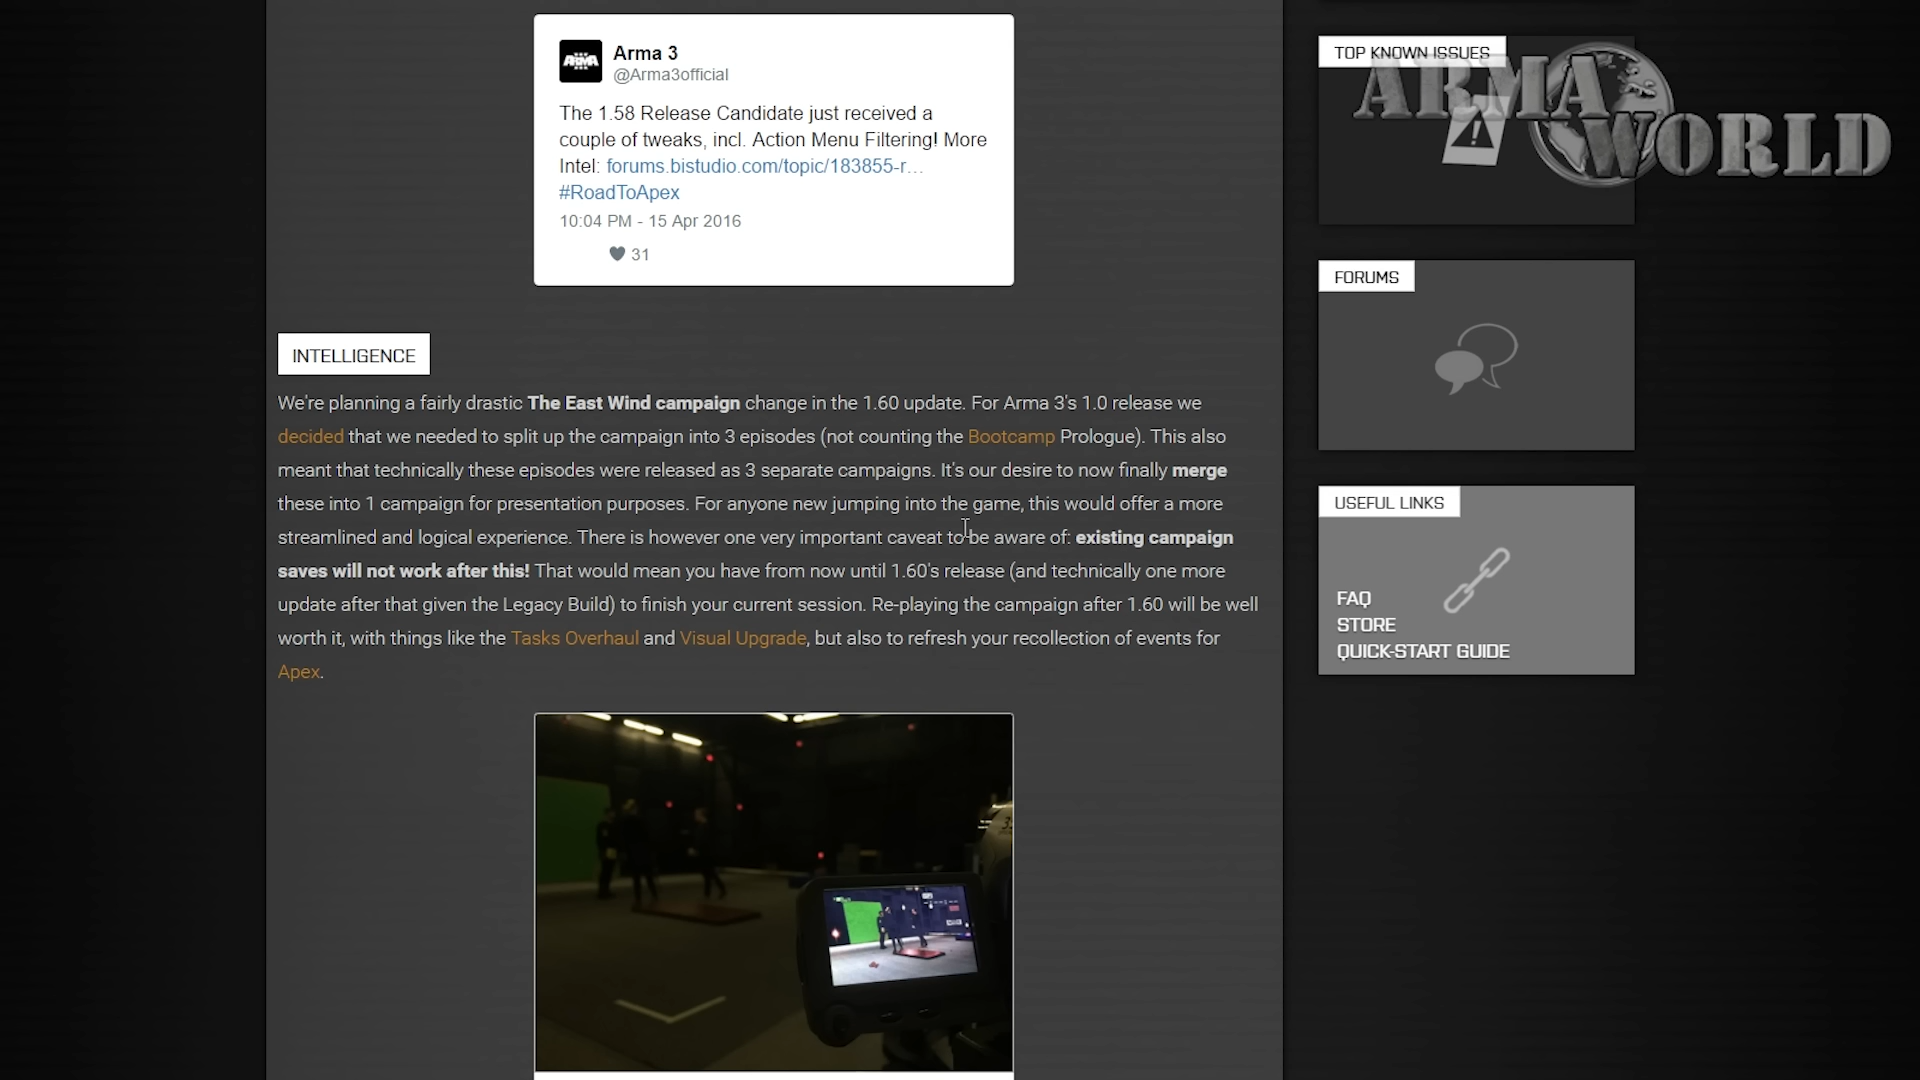 Arma 3
@Arma3official
The 1.58 Release Candidate just received a
couple of tweaks, incl. Action Menu Filtering! More
Intel: forums.bistudio.com/topic/183855-r...
#RoadToApex
10:04 PM - 15 Apr 2016
31
INTELLIGENCE
We're planning a fairly drastic The East Wind campaign change in the 1.60 update. For Arma 3's 1.0 release we
decided that we needed to split up the campaign into 3 episodes (not counting the Bootcamp Prologue). This also
meant that technically these episodes were released as 3 separate campaigns. It's our desire to now finally merge
these into 1 campaign for presentation purposes. For anyone new jumping into the game, this would offer a more
streamlined and logical experience. There is however one very important caveat to be aware of: existing campaign
saves will not work after this! That would mean you have from now until 1.60's release (and technically one more
update after that given the Legacy Build) to finish your current session. Re-playing the campaign after 1.60 will be well
worth it, with things like the Tasks Overhaul and Visual Upgrade, but also to refresh your recollection of events for
Apex.
TOP KNOWN ISSUES
ARMA
WORLD
FORUMS
USEFUL LINKS
FAQ
STORE
QUICK-START GUIDE
ARMA